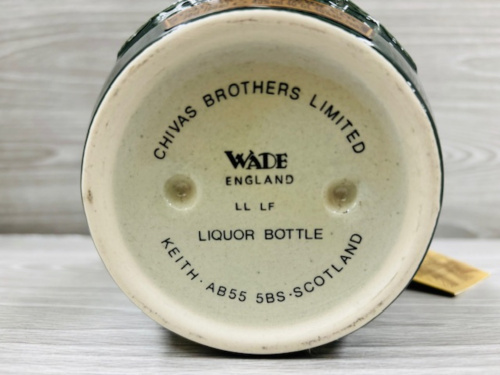 CHIVAS BROTHERS LIMITED
WADE
ENGLAND
LL LF
LIQUOR BOTTLE
KEITH · AB55 5BS · SCOTLAND